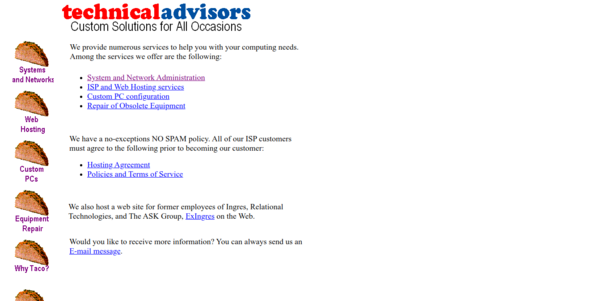 technicaladvisors
Custom Solutions for All Occasions
We provide numerous services to help you with your computing needs.
Among the services we offer are the following:
System and Network Administration
ISP and Web Hosting services
Custom PC configuration
Repair of Obsolete Equipment
We have a no-exceptions NO SPAM policy. All of our ISP customers
must agree to the following prior to becoming our customer:
Hosting Agreement
Policies and Terms of Service
We also host a web site for former employees of Ingres, Relational
Technologies, and The ASK Group, ExIngres on the Web.
Would you like to receive more information? You can always send us an
E-mail message.
Systems
and Networks
Web
Hosting
Custom
PCs
Equipment
Repair
Why Taco?